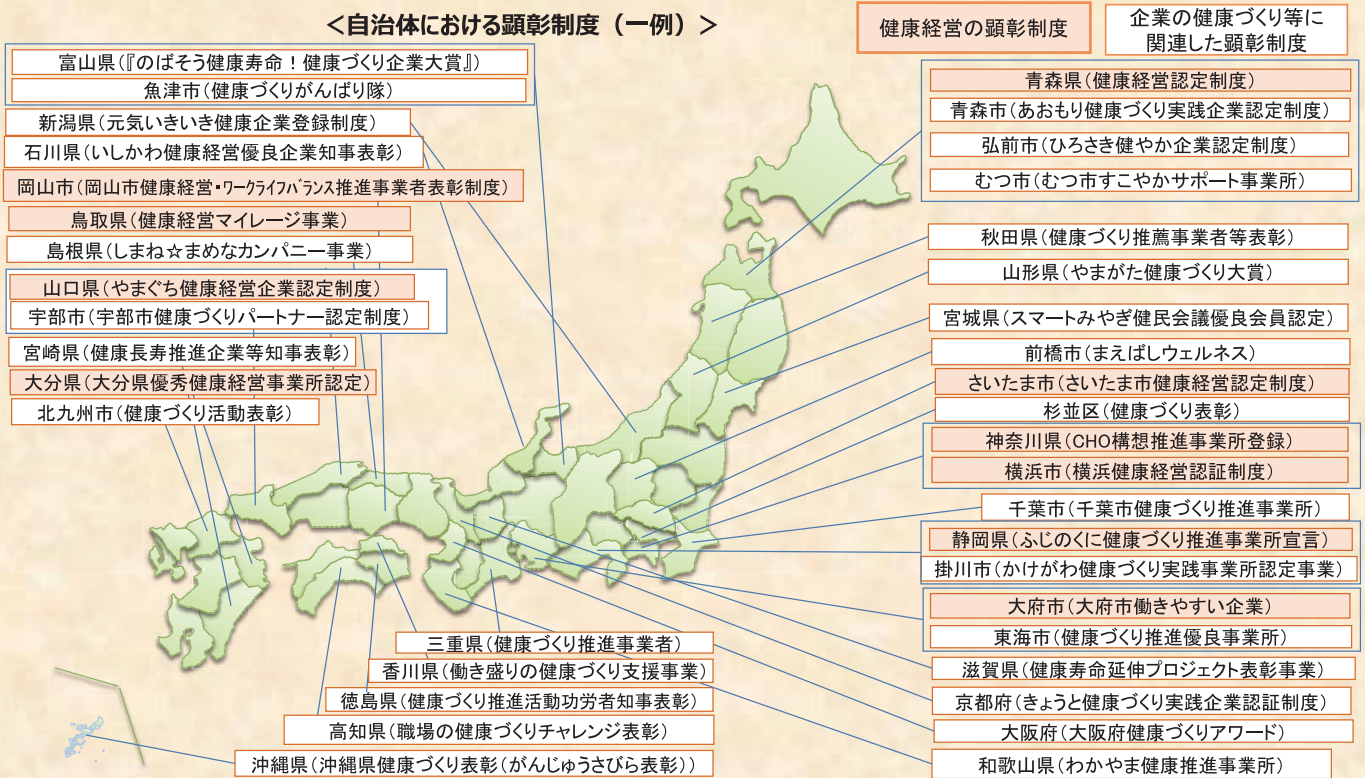 ＜自治体における顕彰制度（一例）＞
健康経営の顕彰制度
企業の健康づくり等に
関連した顕彰制度
富山県（『のばそう健康寿命！健康づくり企業大賞』）
魚津市（健康づくりがんばり隊）
新潟県（元気いきいき健康企業登録制度）
石川県（いしかわ健康経営優良企業知事表彰）
岡山市（岡山市健康経営・ワークライフバランス推進事業者表彰制度）
鳥取県（健康経営マイレージ事業）
島根県（しまね☆まめなカンパニー事業）
山口県（やまぐち健康経営企業認定制度）
宇部市（宇部市健康づくりパートナー認定制度）
宮崎県（健康長寿推進企業等知事表彰）
大分県（大分県優秀健康経営事業所認定）
北九州市（健康づくり活動表彰）
青森県（健康経営認定制度）
青森市（あおもり健康づくり実践企業認定制度）
弘前市（ひろさき健やか企業認定制度）
むつ市（むつ市すこやかサポート事業所）
秋田県（健康づくり推薦事業者等表彰）
山形県（やまがた健康づくり大賞）
宮城県（スマートみやぎ健民会議優良会員認定）
前橋市（まえばしウェルネス）
さいたま市（さいたま市健康経営認定制度）
杉並区（健康づくり表彰）
神奈川県（CHO構想推進事業所登録）
横浜市（横浜健康経営認証制度）
千葉市（千葉市健康づくり推進事業所）
静岡県（ふじのくに健康づくり推進事業所宣言）
掛川市（かけがわ健康づくり実践事業所認定事業）
大府市（大府市働きやすい企業）
東海市（健康づくり推進優良事業所）
滋賀県（健康寿命延伸プロジェクト表彰事業）
京都府（きょうと健康づくり実践企業認証制度）
大阪府（大阪府健康づくりアワード）
和歌山県（わかやま健康推進事業所）
三重県（健康づくり推進事業者）
香川県（働き盛りの健康づくり支援事業）
徳島県（健康づくり推進活動功労者知事表彰）
高知県（職場の健康づくりチャレンジ表彰）
沖縄県（沖縄県健康づくり表彰（がんじゅうさびら表彰））